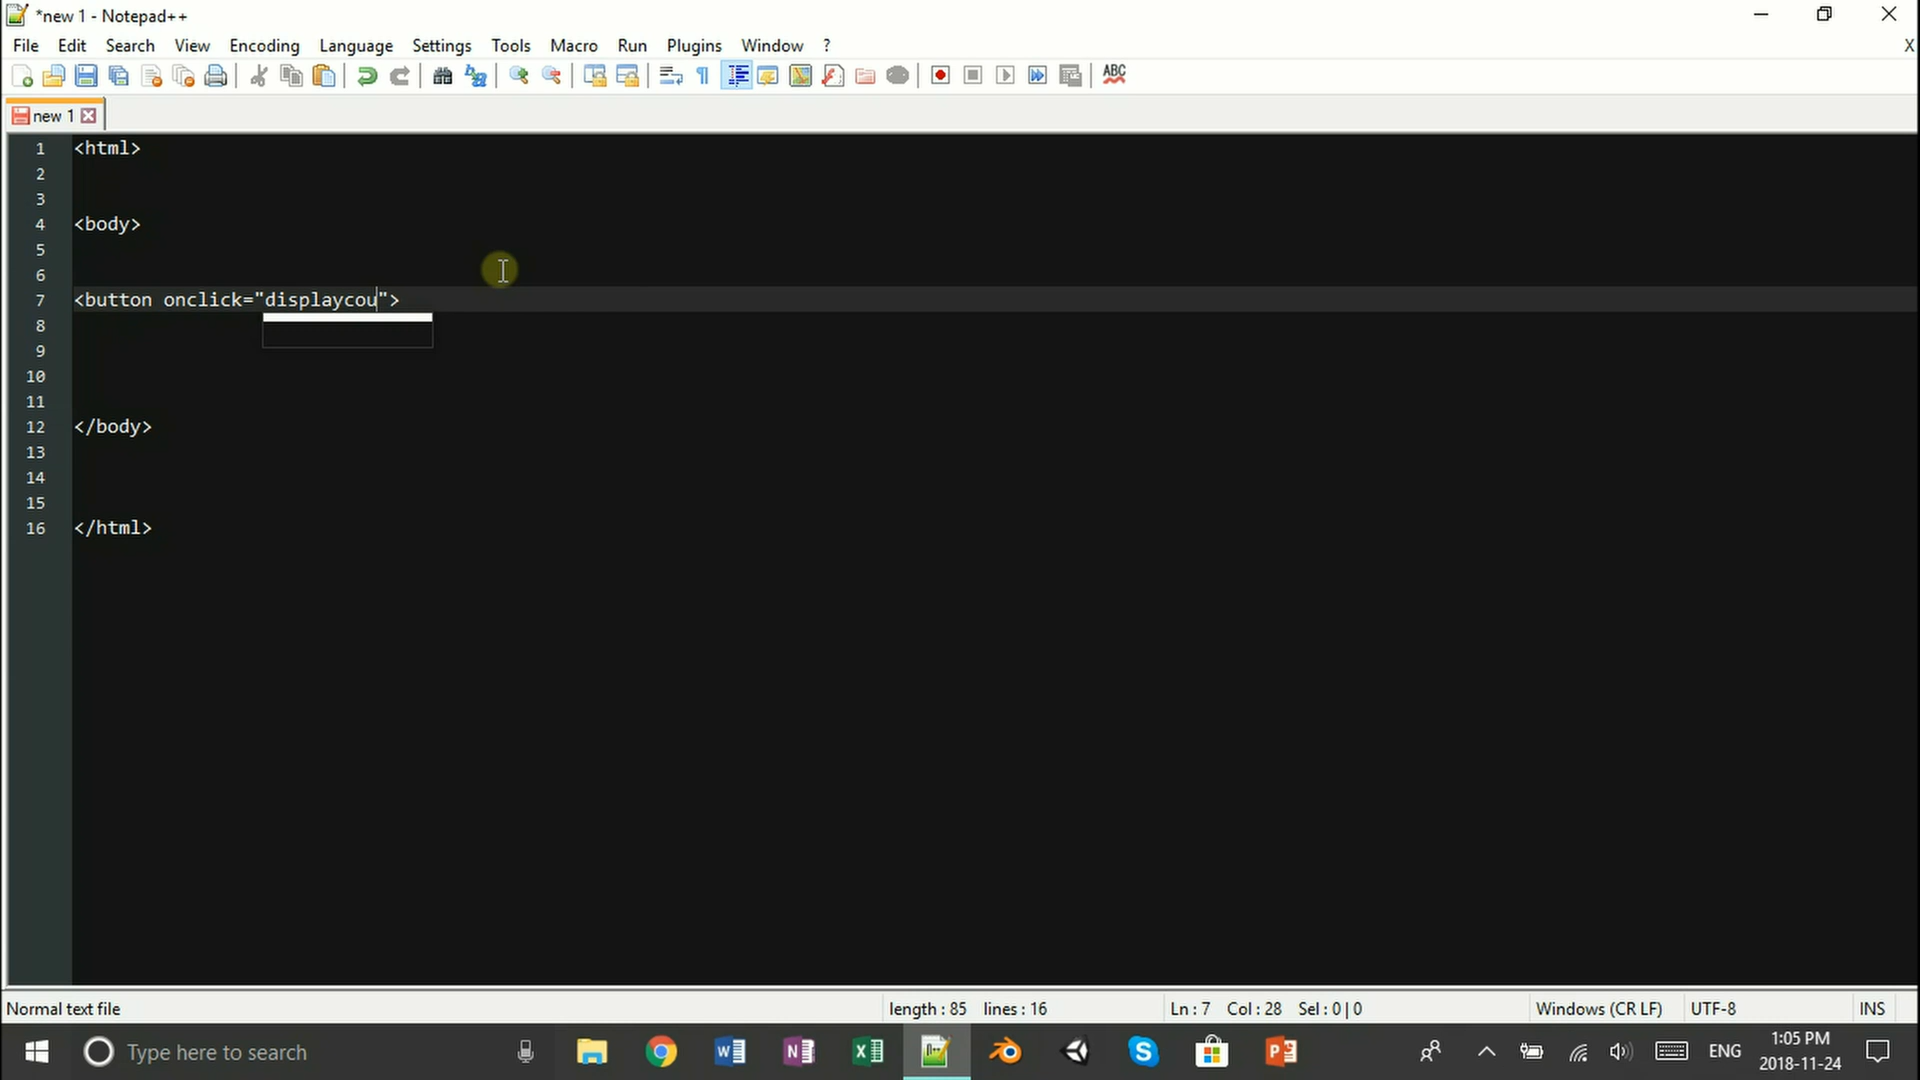 *new 1 - Notepad++
File Edit Search View Encoding Language Settings Tools Macro Run Plugins Window ? X
ABC
new 1
1 <html>
2
3
4 <body>
5
6
7 <button onclick="displaycou">
8
9
10
11
12 </body>
13
14
15
16 </html>
Normal text file length : 85 lines : 16 Ln : 7 Col : 28 Sel : 0 | 0 Windows (CR LF) UTF-8 INS
Type here to search ENG 1:05 PM
2018-11-24